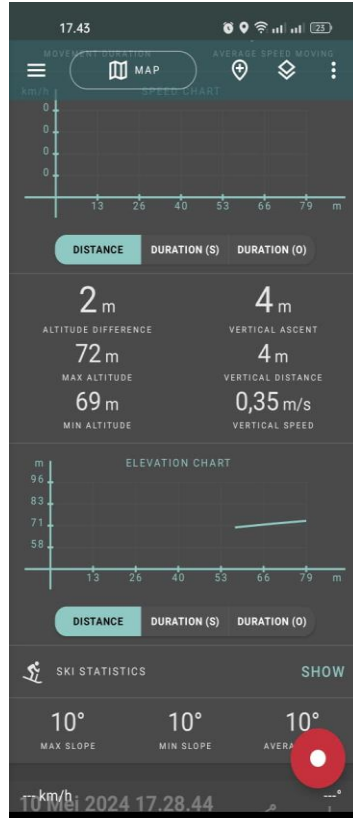 17.43
23
MOVEMENT DURATION AVERAGE SPEED MOVING
MAP
km/h SPEED CHART
0
0
0
0
13 26 40 53 66 79 m
DISTANCE DURATION (S) DURATION (O)
2 m 4 m
ALTITUDE DIFFERENCE VERTICAL ASCENT
72 m 4 m
MAX ALTITUDE VERTICAL DISTANCE
69 m 0,35 m/s
MIN ALTITUDE VERTICAL SPEED
m ELEVATION CHART
96
83
71
58
13 26 40 53 66 79 m
DISTANCE DURATION (S) DURATION (O)
SKI STATISTICS SHOW
10° 10° 10°
MAX SLOPE MIN SLOPE
--- km/h ---°
10 Mei 2024 17.28.44